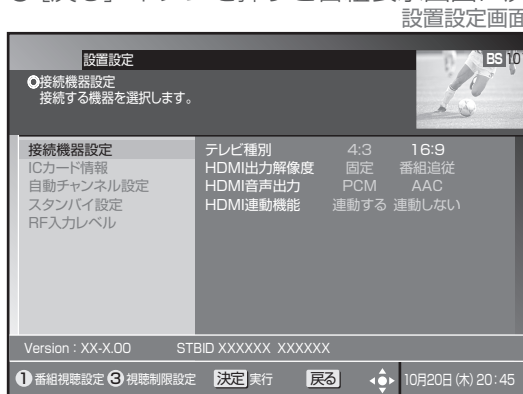 設置設定画面
設置設定
BS 10
接続機器設定
接続する機器を選択します。
接続機器設定
ICカード情報
自動チャンネル設定
スタンバイ設定
RF入力レベル
テレビ種別 4:3 16:9
HDMI出力解像度 固定 番組追従
HDMI音声出力 PCM AAC
HDMI連動機能 連動する 連動しない
Version : XX-X.00 STBID XXXXXX XXXXXX
1 番組視聴設定 3 視聴制限設定 決定 実行 戻る 10月20日(木) 20:45